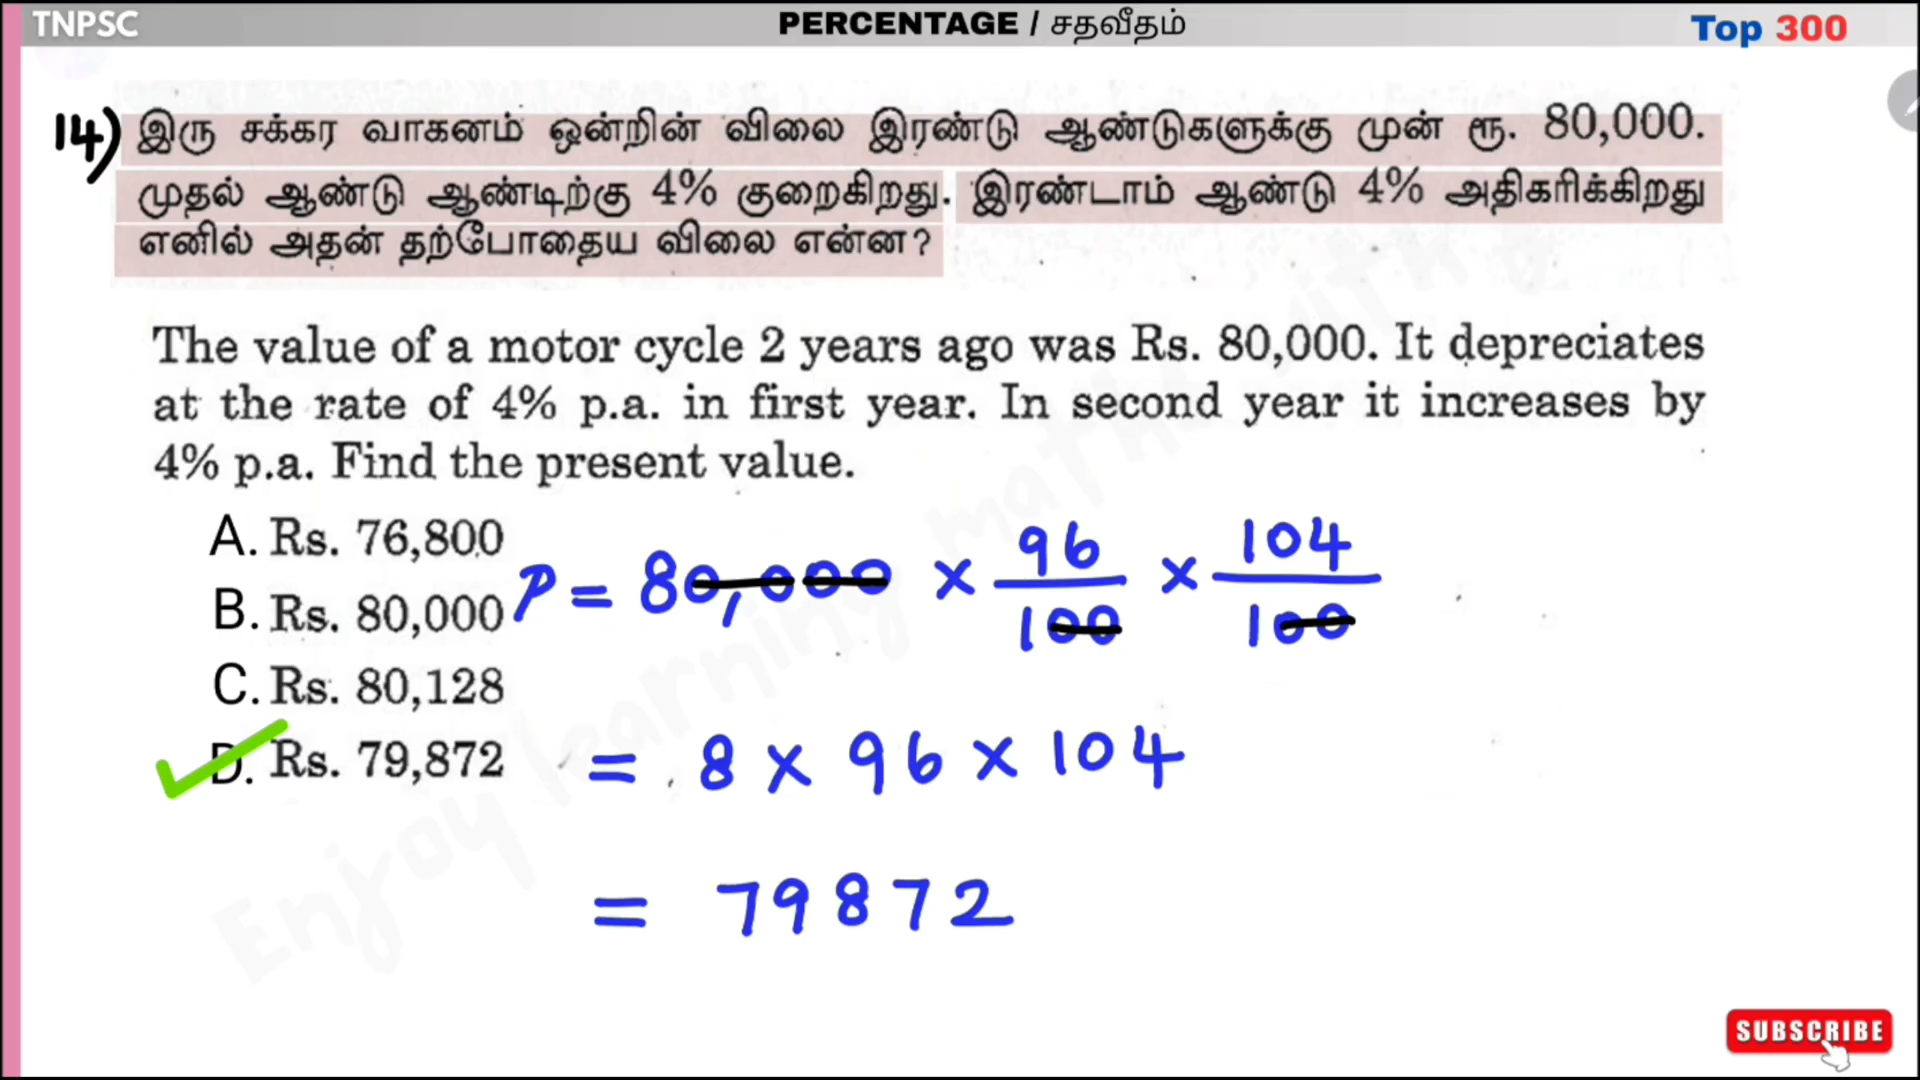 TNPSC
PERCENTAGE / சதவீதம்
Top 300
14) இரு சக்கர வாகனம் ஒன்றின் விலை இரண்டு ஆண்டுகளுக்கு முன் ரூ. 80,000.
முதல் ஆண்டு ஆண்டிற்கு 4% குறைகிறது. இரண்டாம் ஆண்டு 4% அதிகரிக்கிறது
எனில் அதன் தற்போதைய விலை என்ன?
The value of a motor cycle 2 years ago was Rs. 80,000. It depreciates
at the rate of 4% p.a. in first year. In second year it increases by
4% p.a. Find the present value.
A. Rs. 76,800
B. Rs. 80,000
C. Rs. 80,128
D. Rs. 79,872
P = 80,000 × 96/100 × 104/100
= 8 × 96 × 104
= 79872
Enjoy learning maths with
SUBSCRIBE